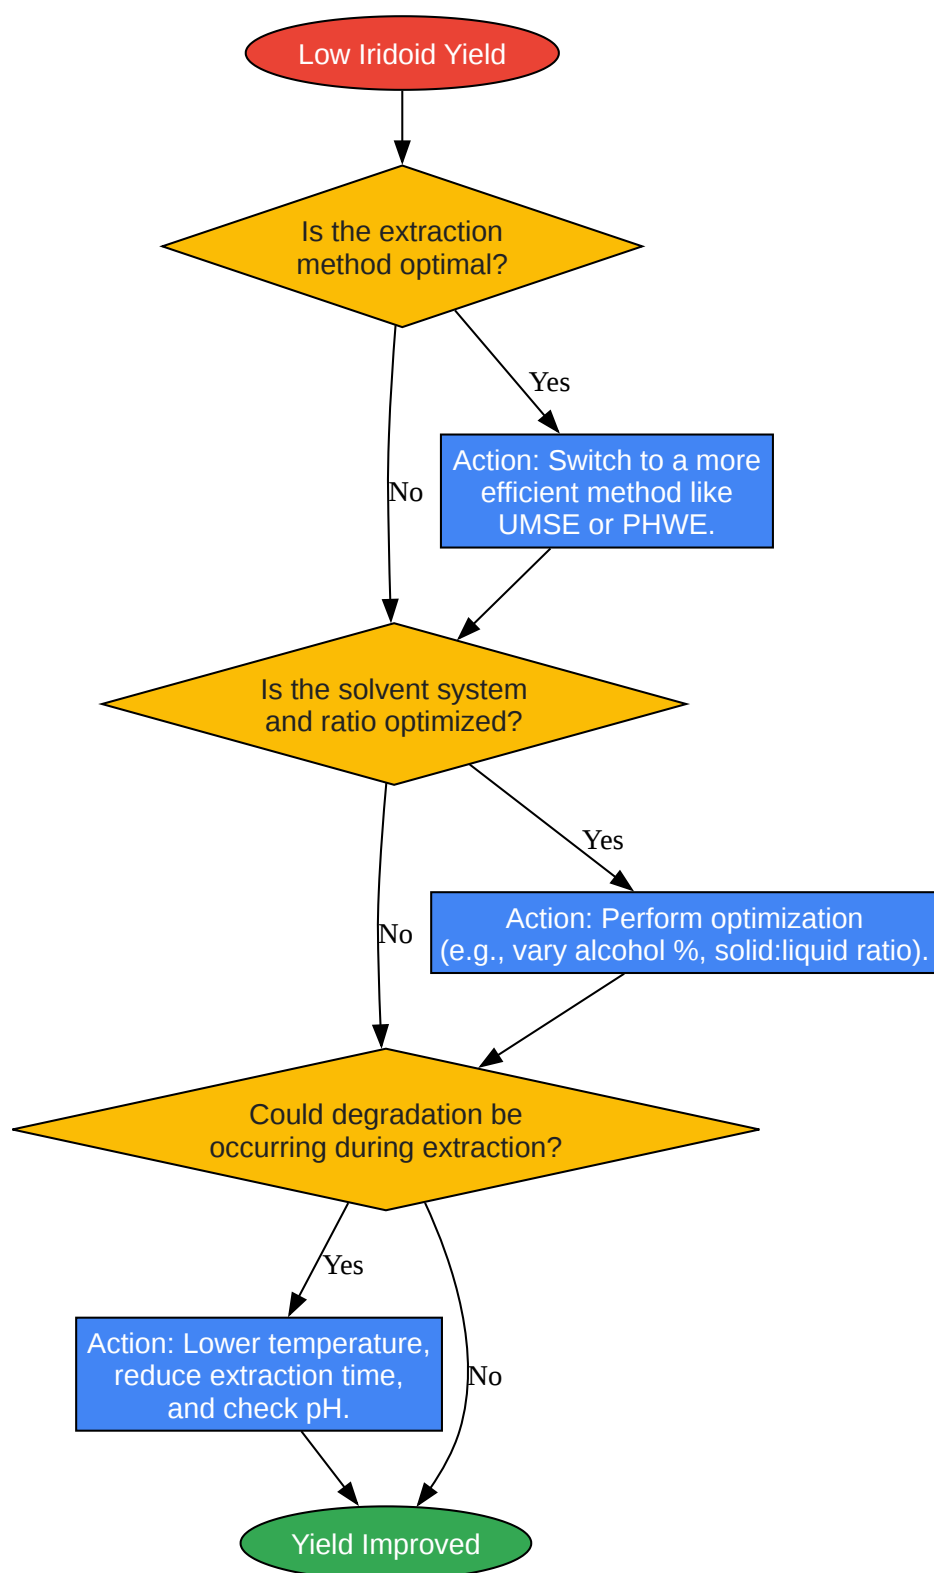 Low Iridoid Yield
Is the extraction
method optimal?
Yes
Action: Switch to a more
efficient method like
UMSE or PHWE.
No
Is the solvent system
and ratio optimized?
Yes
Action: Perform optimization
(e.g., vary alcohol %, solid:liquid ratio).
No
Could degradation be
occurring during extraction?
Yes
Action: Lower temperature,
reduce extraction time,
and check pH.
No
Yield Improved